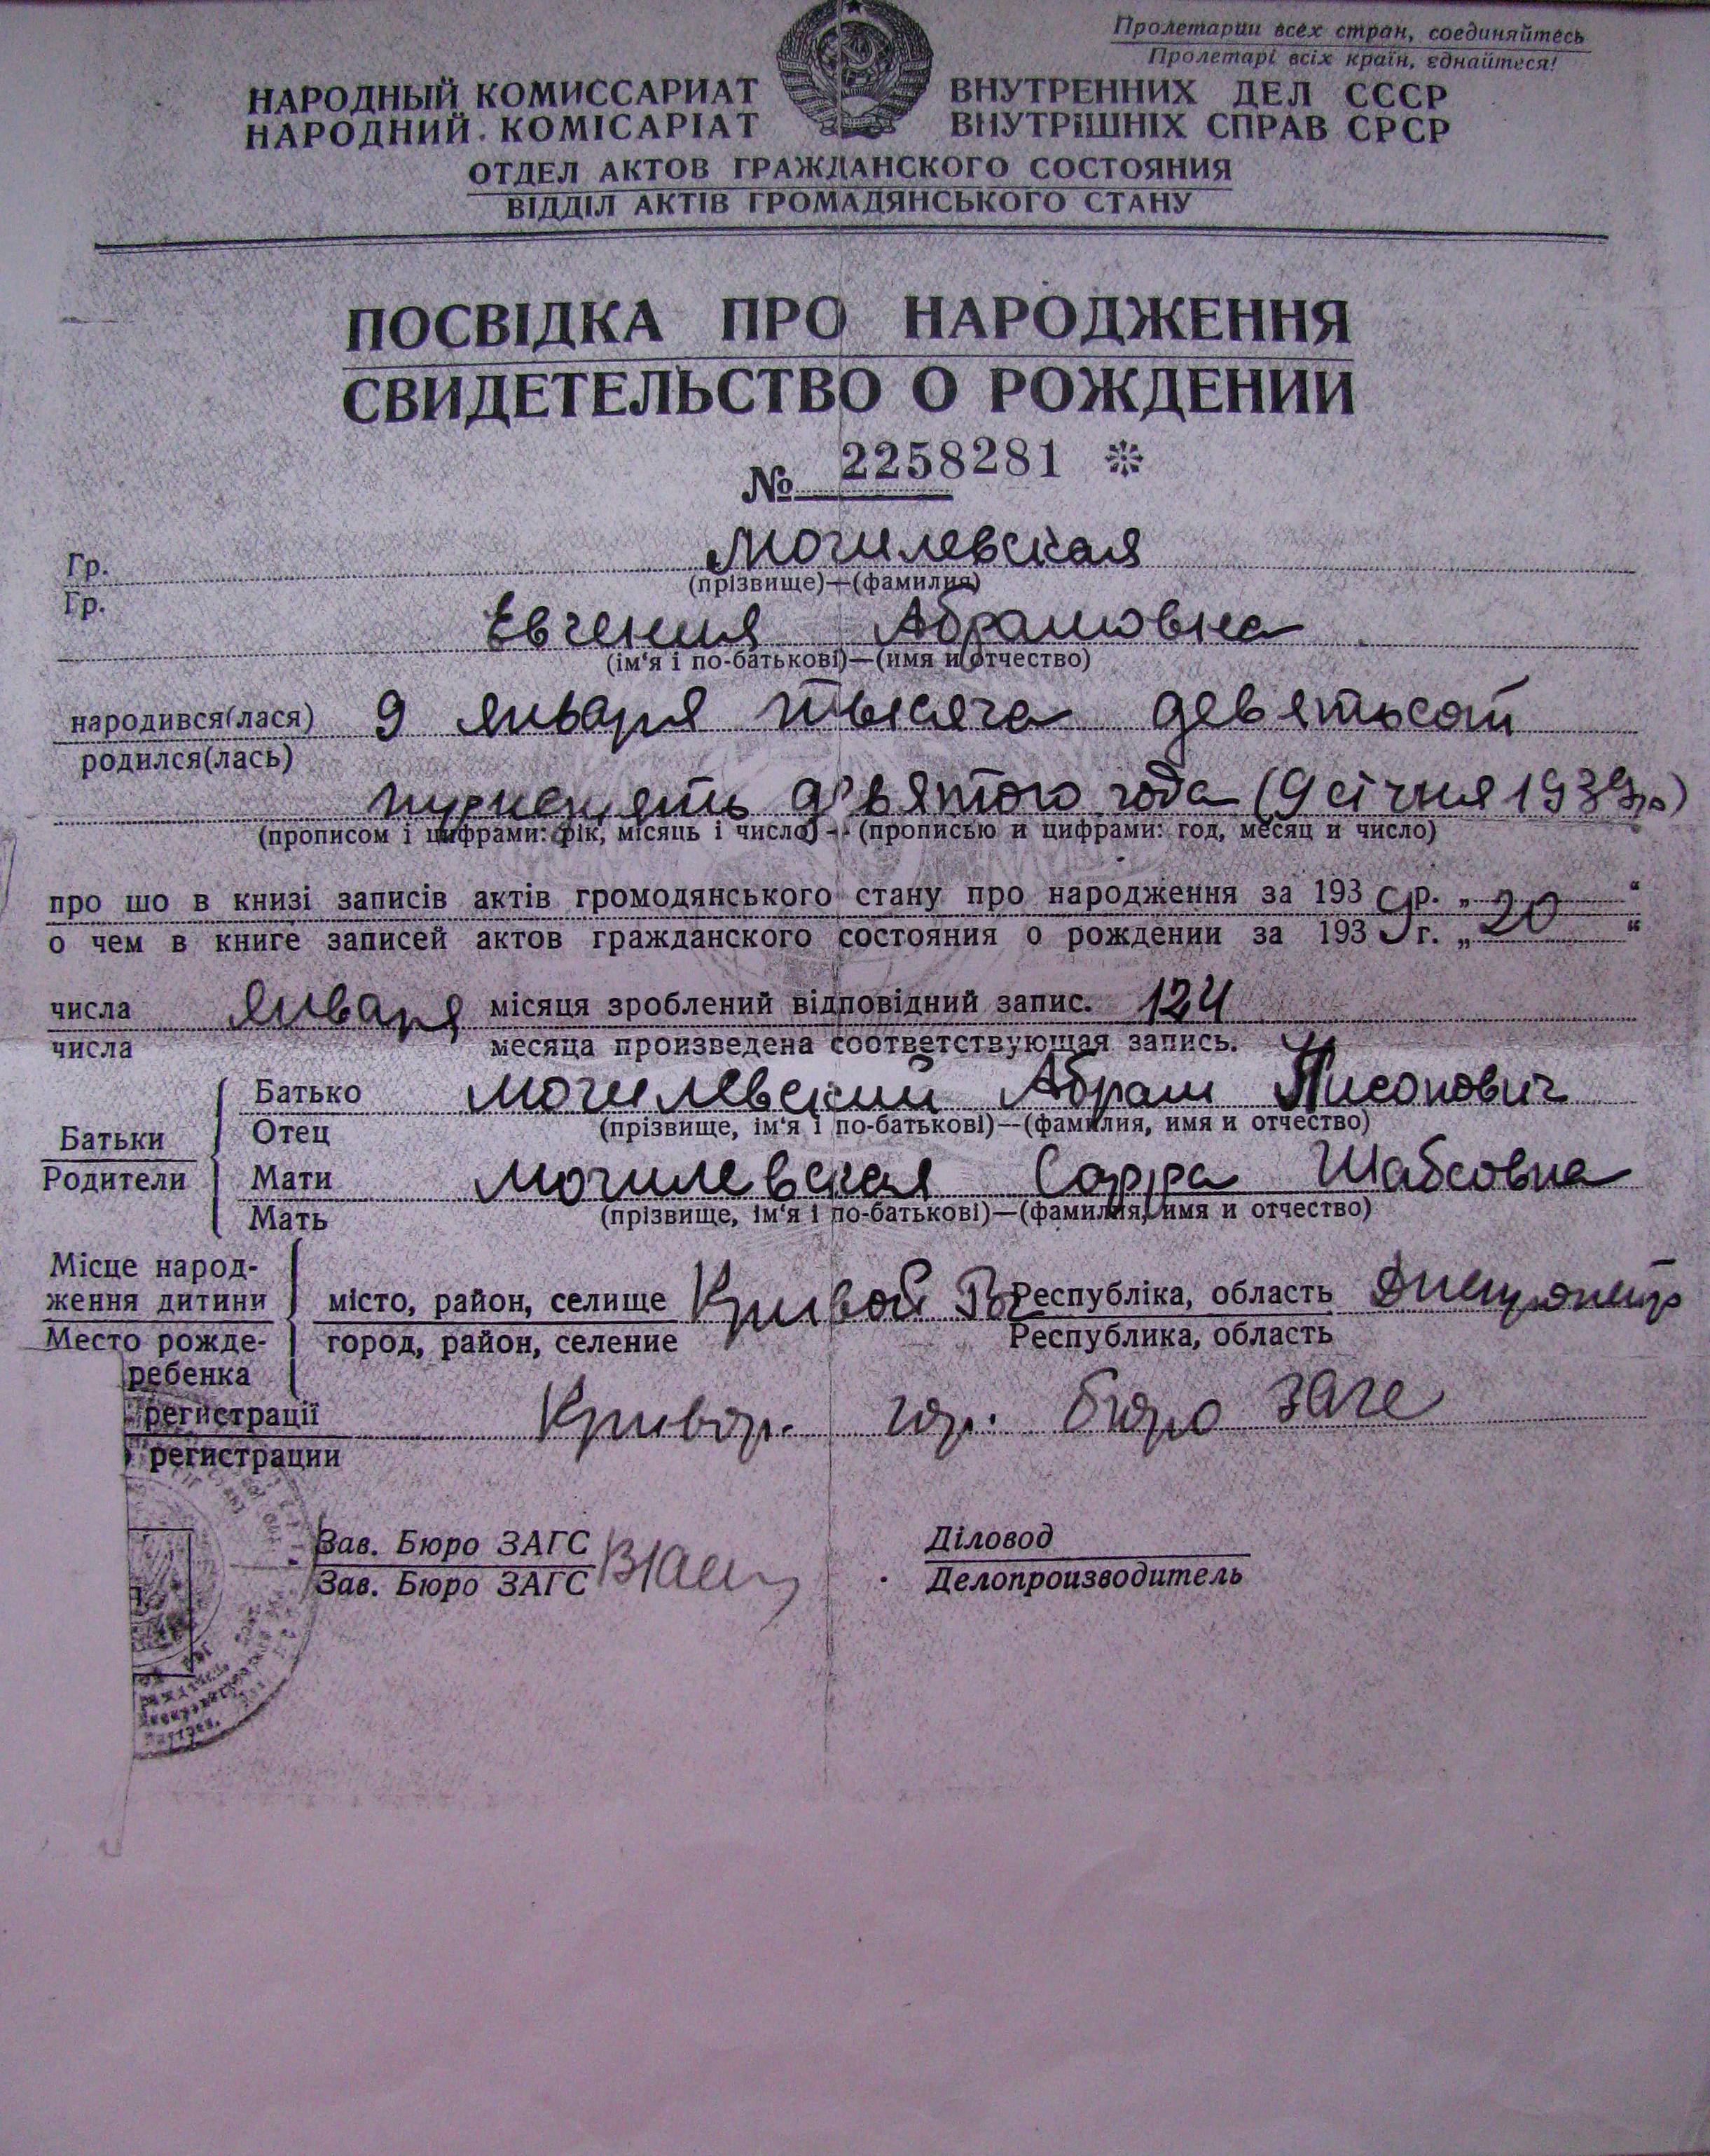 Пролетарии всех стран, соединяйтесь
Пролетарі всіх країн, єднайтеся!
НАРОДНЫЙ КОМИССАРИАТ ВНУТРЕННИХ ДЕЛ СССР
НАРОДНИЙ КОМІСАРІАТ ВНУТРІШНІХ СПРАВ СРСР
ОТДЕЛ АКТОВ ГРАЖДАНСКОГО СОСТОЯНИЯ
ВІДДІЛ АКТІВ ГРОМАДЯНСЬКОГО СТАНУ
ПОСВІДКА ПРО НАРОДЖЕННЯ
СВИДЕТЕЛЬСТВО О РОЖДЕНИИ
№ 2258281
Гр. Могилевская
(прізвище)—(фамилия)
Гр.
Евгения Абрамовна
(ім'я і по-батькові)—(имя и отчество)
народився(лася) 9 января тысяча девятьсот
родился(лась)
девятого года (9 січня 1939 р)
(прописом і цифрами: рік, місяць і число) - (прописью и цифрами: год, месяц и число)
про шо в книзі записів актів громодянського стану про народження за 1939 р. „20“
о чем в книге записей актов гражданского состояния о рождении за 193 г. „ “
числа января місяця зроблений відповідний запис. 124
числа месяца произведена соответствующая запись.
Батько Могилевский Абрам
Отец (прізвище, ім'я і по-батькові)—(фамилия, имя и отчество)
Батьки
Родители
Мати Могилевская Сарра Шабсовна
Мать (прізвище, ім'я і по-батькові)—(фамилия, имя и отчество)
Місце народ-
ження дитини
Место рожде-
ребенка
місто, район, селище Кривой Рог Республіка, область Днепропетр
город, район, селение Республика, область
регистрації Кривор. гор. бюро загс
регистрации
Зав. Бюро ЗАГС Діловод
Зав. Бюро ЗАГС Делопроизводитель